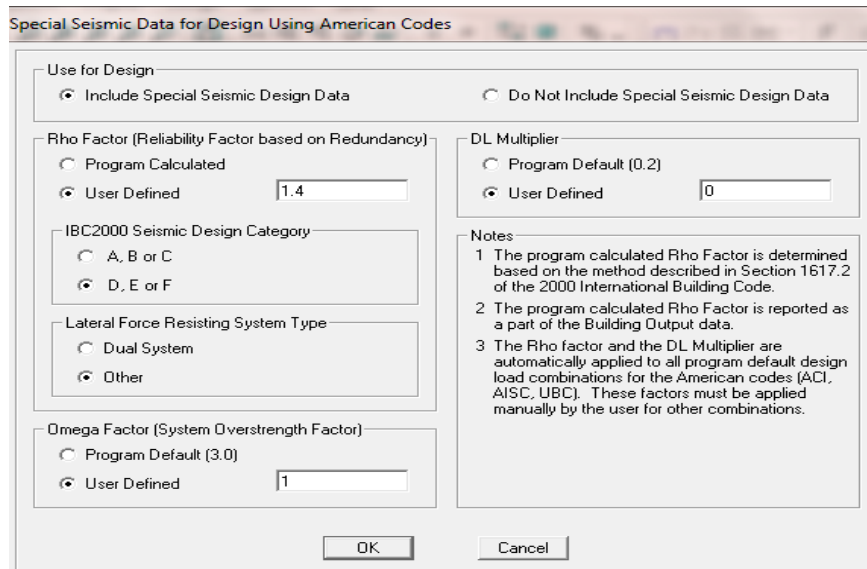 Special Seismic Data for Design Using American Codes
Use for Design
Include Special Seismic Design Data
Do Not Include Special Seismic Design Data
Rho Factor (Reliability Factor based on Redundancy)
Program Calculated
User Defined 1.4
IBC2000 Seismic Design Category
A, B or C
D, E or F
Lateral Force Resisting System Type
Dual System
Other
Omega Factor (System Overstrength Factor)
Program Default (3.0)
User Defined 1
DL Multiplier
Program Default (0.2)
User Defined 0
Notes
1 The program calculated Rho Factor is determined
based on the method described in Section 1617.2
of the 2000 International Building Code.
2 The program calculated Rho Factor is reported as
a part of the Building Output data.
3 The Rho factor and the DL Multiplier are
automatically applied to all program default design
load combinations for the American codes (ACI,
AISC, UBC). These factors must be applied
manually by the user for other combinations.
OK
Cancel